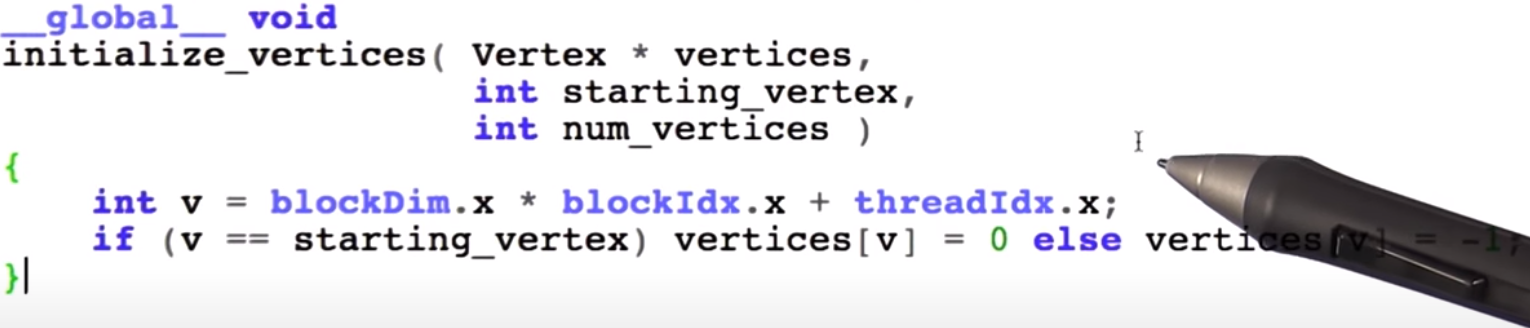 __global__ void
initialize_vertices( Vertex * vertices,
int starting_vertex,
int num_vertices )
{
int v = blockDim.x * blockIdx.x + threadIdx.x;
if (v == starting_vertex) vertices[v] = 0 else vertices[v] = -1;
}